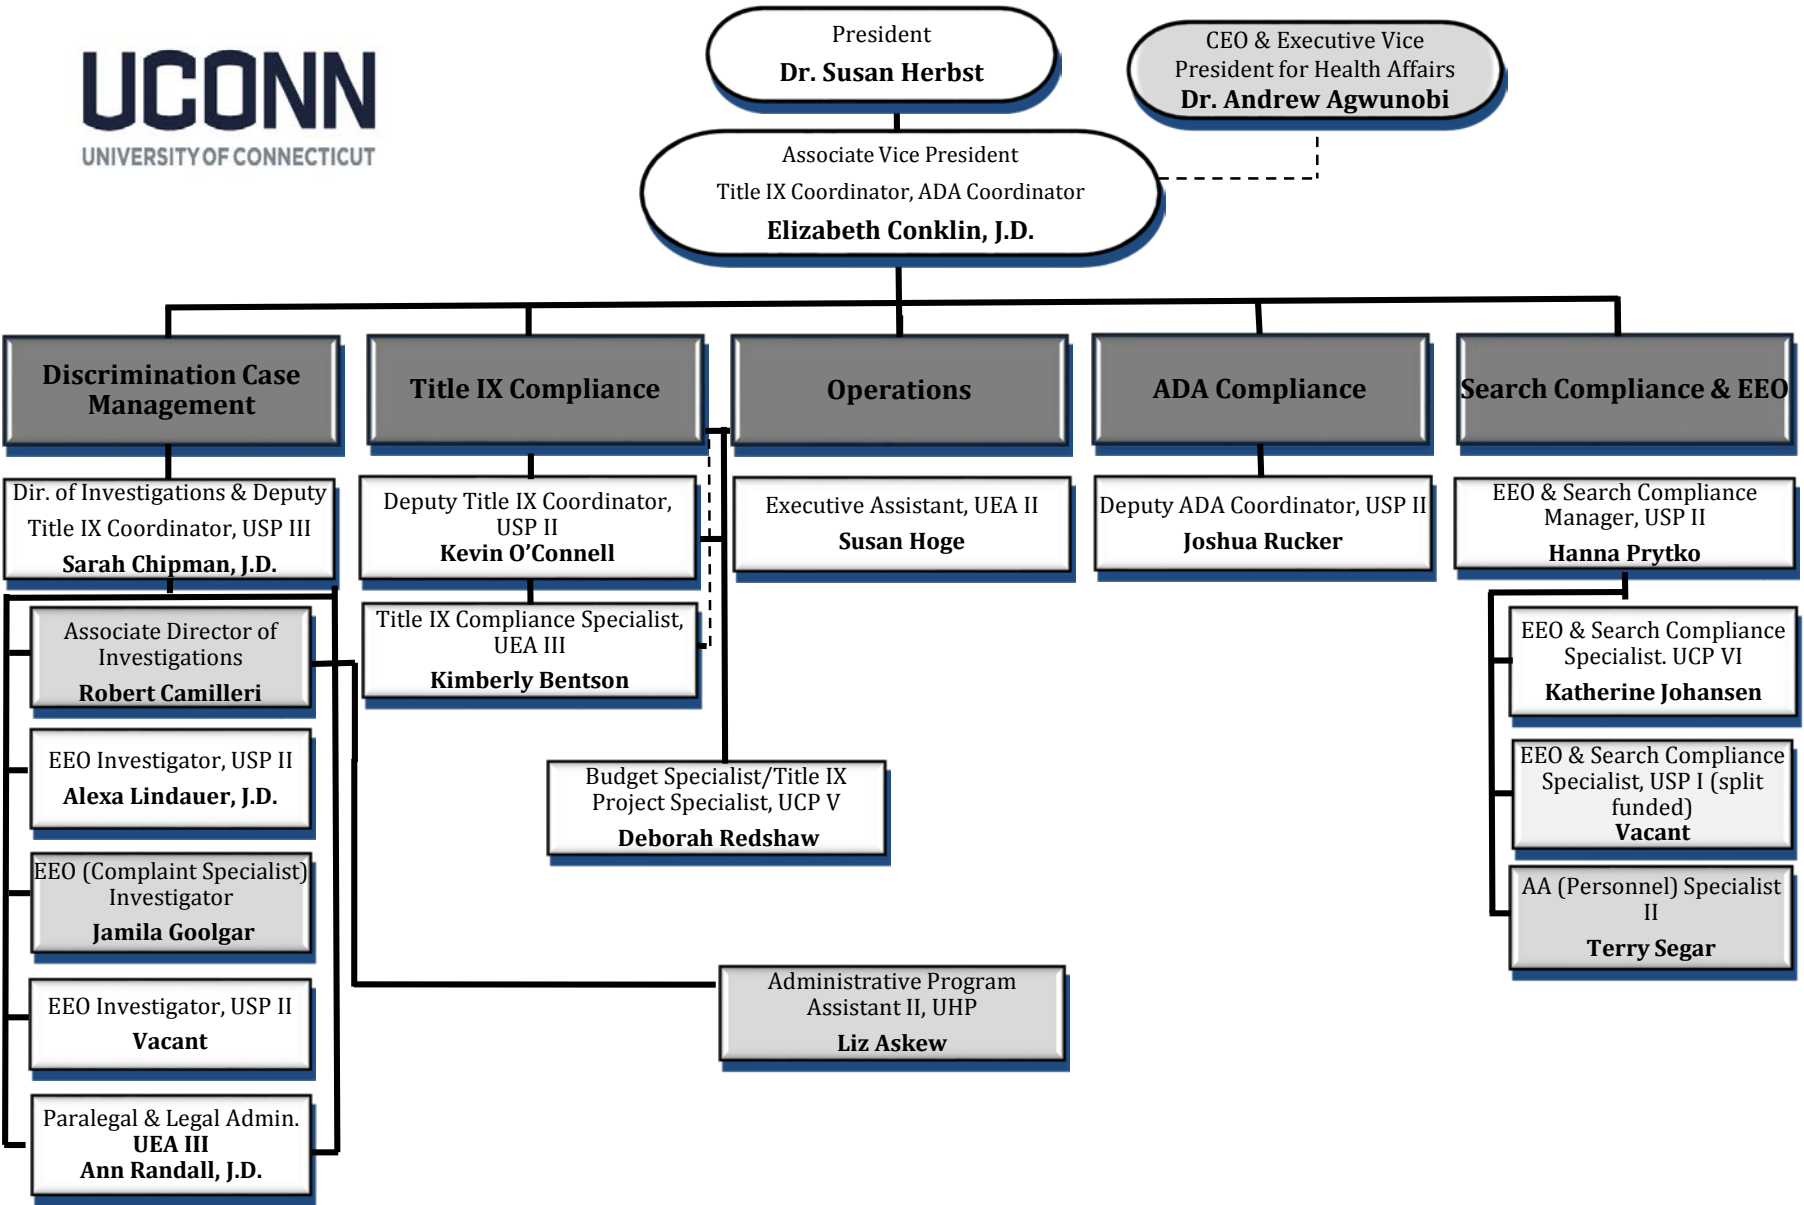 UCONN
UNIVERSITY OF CONNECTICUT
President
Dr. Susan Herbst
CEO & Executive Vice
President for Health Affairs
Dr. Andrew Agwunobi
Associate Vice President
Title IX Coordinator, ADA Coordinator
Elizabeth Conklin, J.D.
Discrimination Case
Management
Title IX Compliance
Operations
ADA Compliance
Search Compliance & EEO
Dir. of Investigations & Deputy
Title IX Coordinator, USP III
Sarah Chipman, J.D.
Deputy Title IX Coordinator,
USP II
Kevin O’Connell
Executive Assistant, UEA II
Susan Hoge
Deputy ADA Coordinator, USP II
Joshua Rucker
EEO & Search Compliance
Manager, USP II
Hanna Prytko
Associate Director of
Investigations
Robert Camilleri
Title IX Compliance Specialist,
UEA III
Kimberly Bentson
EEO & Search Compliance
Specialist. UCP VI
Katherine Johansen
EEO Investigator, USP II
Alexa Lindauer, J.D.
Budget Specialist/Title IX
Project Specialist, UCP V
Deborah Redshaw
EEO & Search Compliance
Specialist, USP I (split
funded)
Vacant
EEO (Complaint Specialist)
Investigator
Jamila Goolgar
AA (Personnel) Specialist
II
Terry Segar
EEO Investigator, USP II
Vacant
Administrative Program
Assistant II, UHP
Liz Askew
Paralegal & Legal Admin.
UEA III
Ann Randall, J.D.